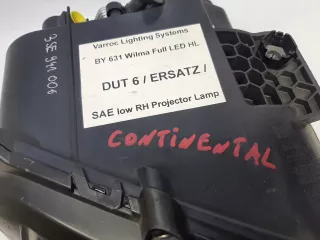 Varroc Lighting Systems
BY 631 Wilma Full LED HL
DUT 6 / ERSATZ /
SAE low RH Projector Lamp
3JE 941 006
CONTINENTAL